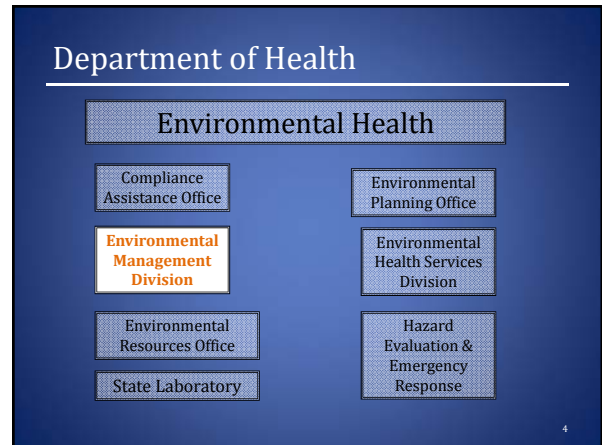 Department of Health
Environmental Health
Compliance
Assistance Office
Environmental
Planning Office
Environmental
Management
Division
Environmental
Health Services
Division
Environmental
Resources Office
Hazard
Evaluation &
Emergency
Response
State Laboratory
4